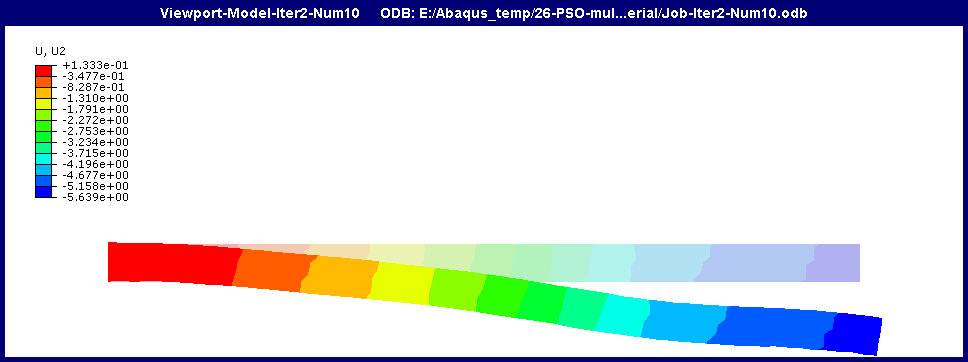 Viewport-Model-Iter2-Num10 ODB: E:/Abaqus_temp/26-PSO-mul...erial/Job-Iter2-Num10.odb
U, U2
+1.333e-01
-3.477e-01
-8.287e-01
-1.310e+00
-1.791e+00
-2.272e+00
-2.753e+00
-3.234e+00
-3.715e+00
-4.196e+00
-4.677e+00
-5.158e+00
-5.639e+00